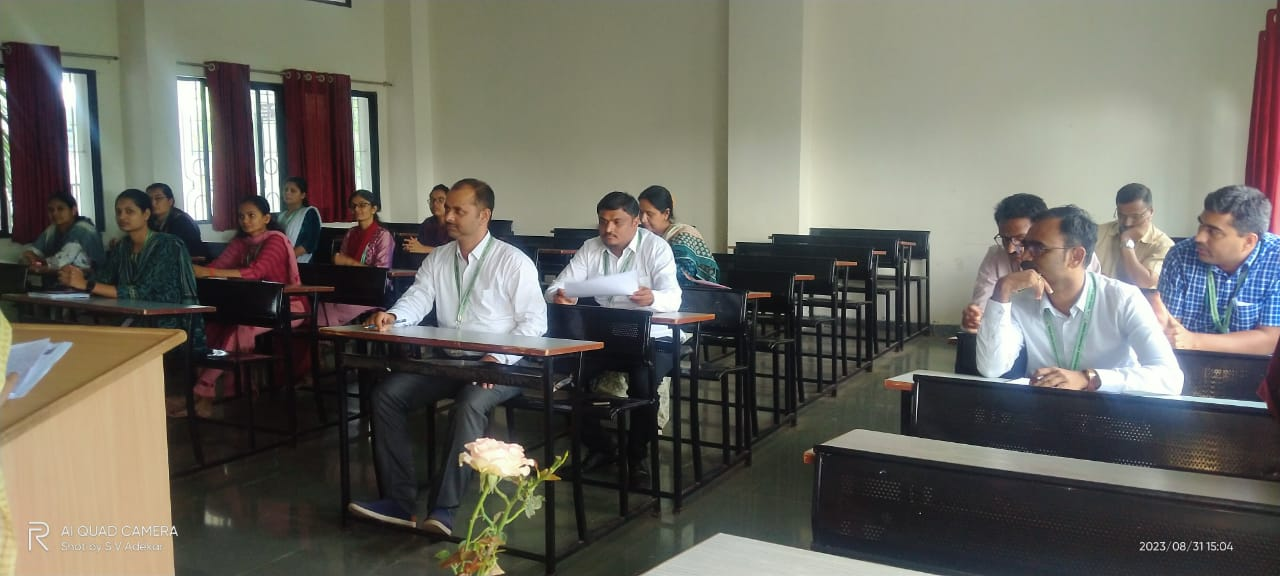 AI QUAD CAMERA
Shot by S V Adekar
2023/08/31 15:04